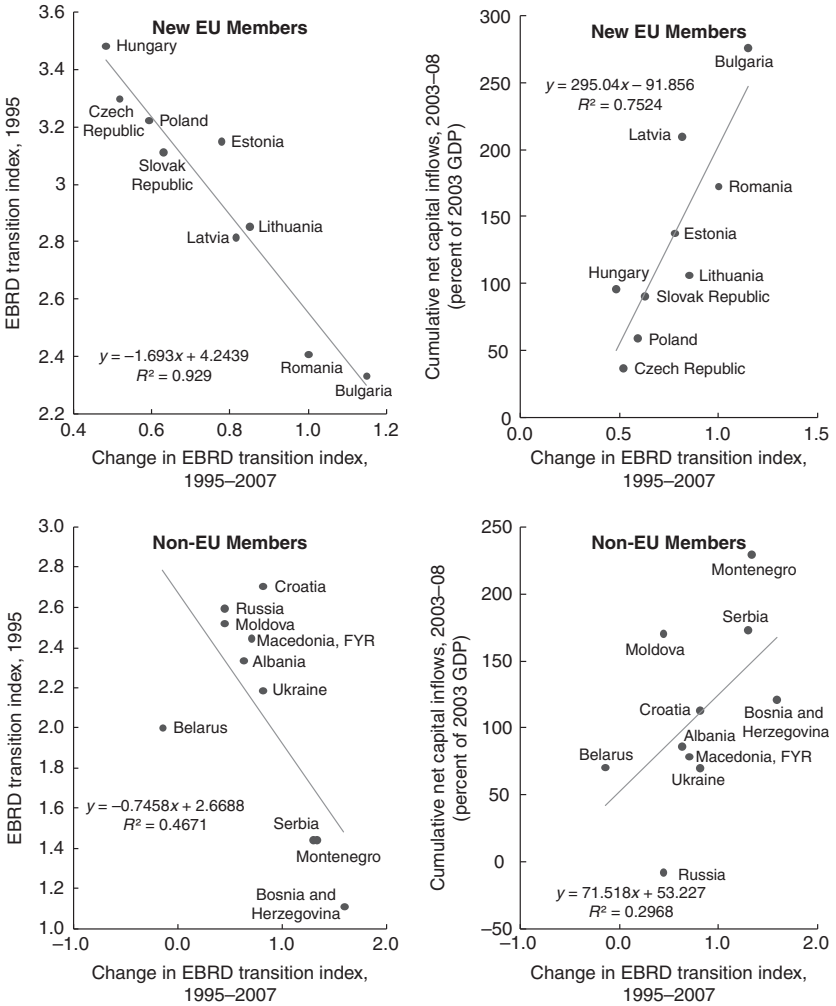 New EU Members
EBRD transition index, 1995
3.6
3.4
3.2
3
2.8
2.6
2.4
2.2
Hungary
Czech
Republic
Poland
Estonia
Slovak
Republic
Lithuania
Latvia
Romania
Bulgaria
y = −1.693x + 4.2439
R² = 0.929
0.4 0.6 0.8 1.0 1.2
Change in EBRD transition index,
1995–2007
New EU Members
Cumulative net capital inflows, 2003–08
(percent of 2003 GDP)
300
250
200
150
100
50
0
Bulgaria
y = 295.04x − 91.856
R² = 0.7524
Latvia
Romania
Estonia
Hungary
Lithuania
Slovak Republic
Poland
Czech Republic
0.0 0.5 1.0 1.5
Change in EBRD transition index,
1995–2007
Non-EU Members
EBRD transition index, 1995
3.0
2.8
2.6
2.4
2.2
2.0
1.8
1.6
1.4
1.2
1.0
Croatia
Russia
Moldova
Macedonia, FYR
Albania
Ukraine
Belarus
y = −0.7458x + 2.6688
R² = 0.4671
Serbia
Montenegro
Bosnia and
Herzegovina
−1.0 0.0 1.0 2.0
Change in EBRD transition index,
1995–2007
Non-EU Members
Cumulative net capital inflows, 2003–08
(percent of 2003 GDP)
250
200
150
100
50
0
−50
Montenegro
Serbia
Moldova
Croatia
Bosnia and
Herzegovina
Albania
Belarus
Macedonia, FYR
Ukraine
Russia
y = 71.518x + 53.227
R² = 0.2968
−1.0 0.0 1.0 2.0
Change in EBRD transition index,
1995–2007